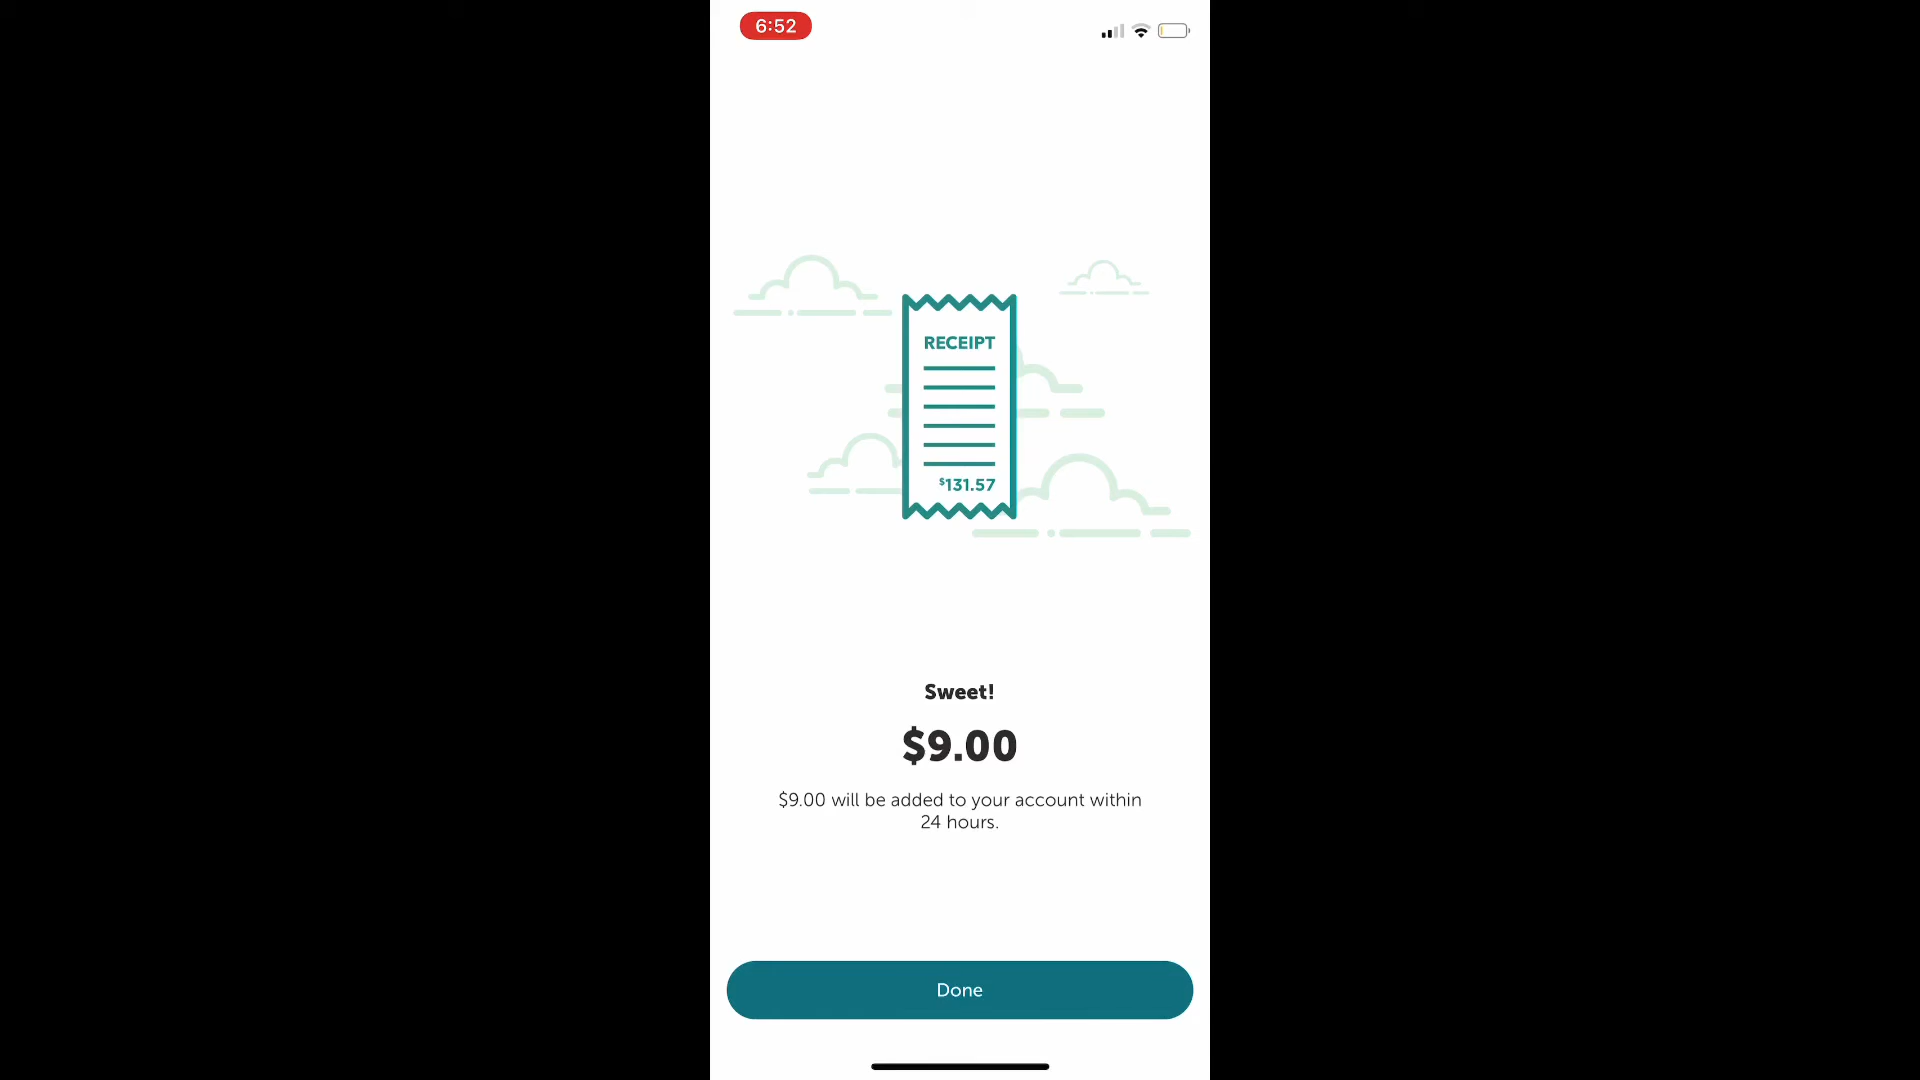 6:52
RECEIPT
$131.57
Sweet!
$9.00
$9.00 will be added to your account within
24 hours.
Done